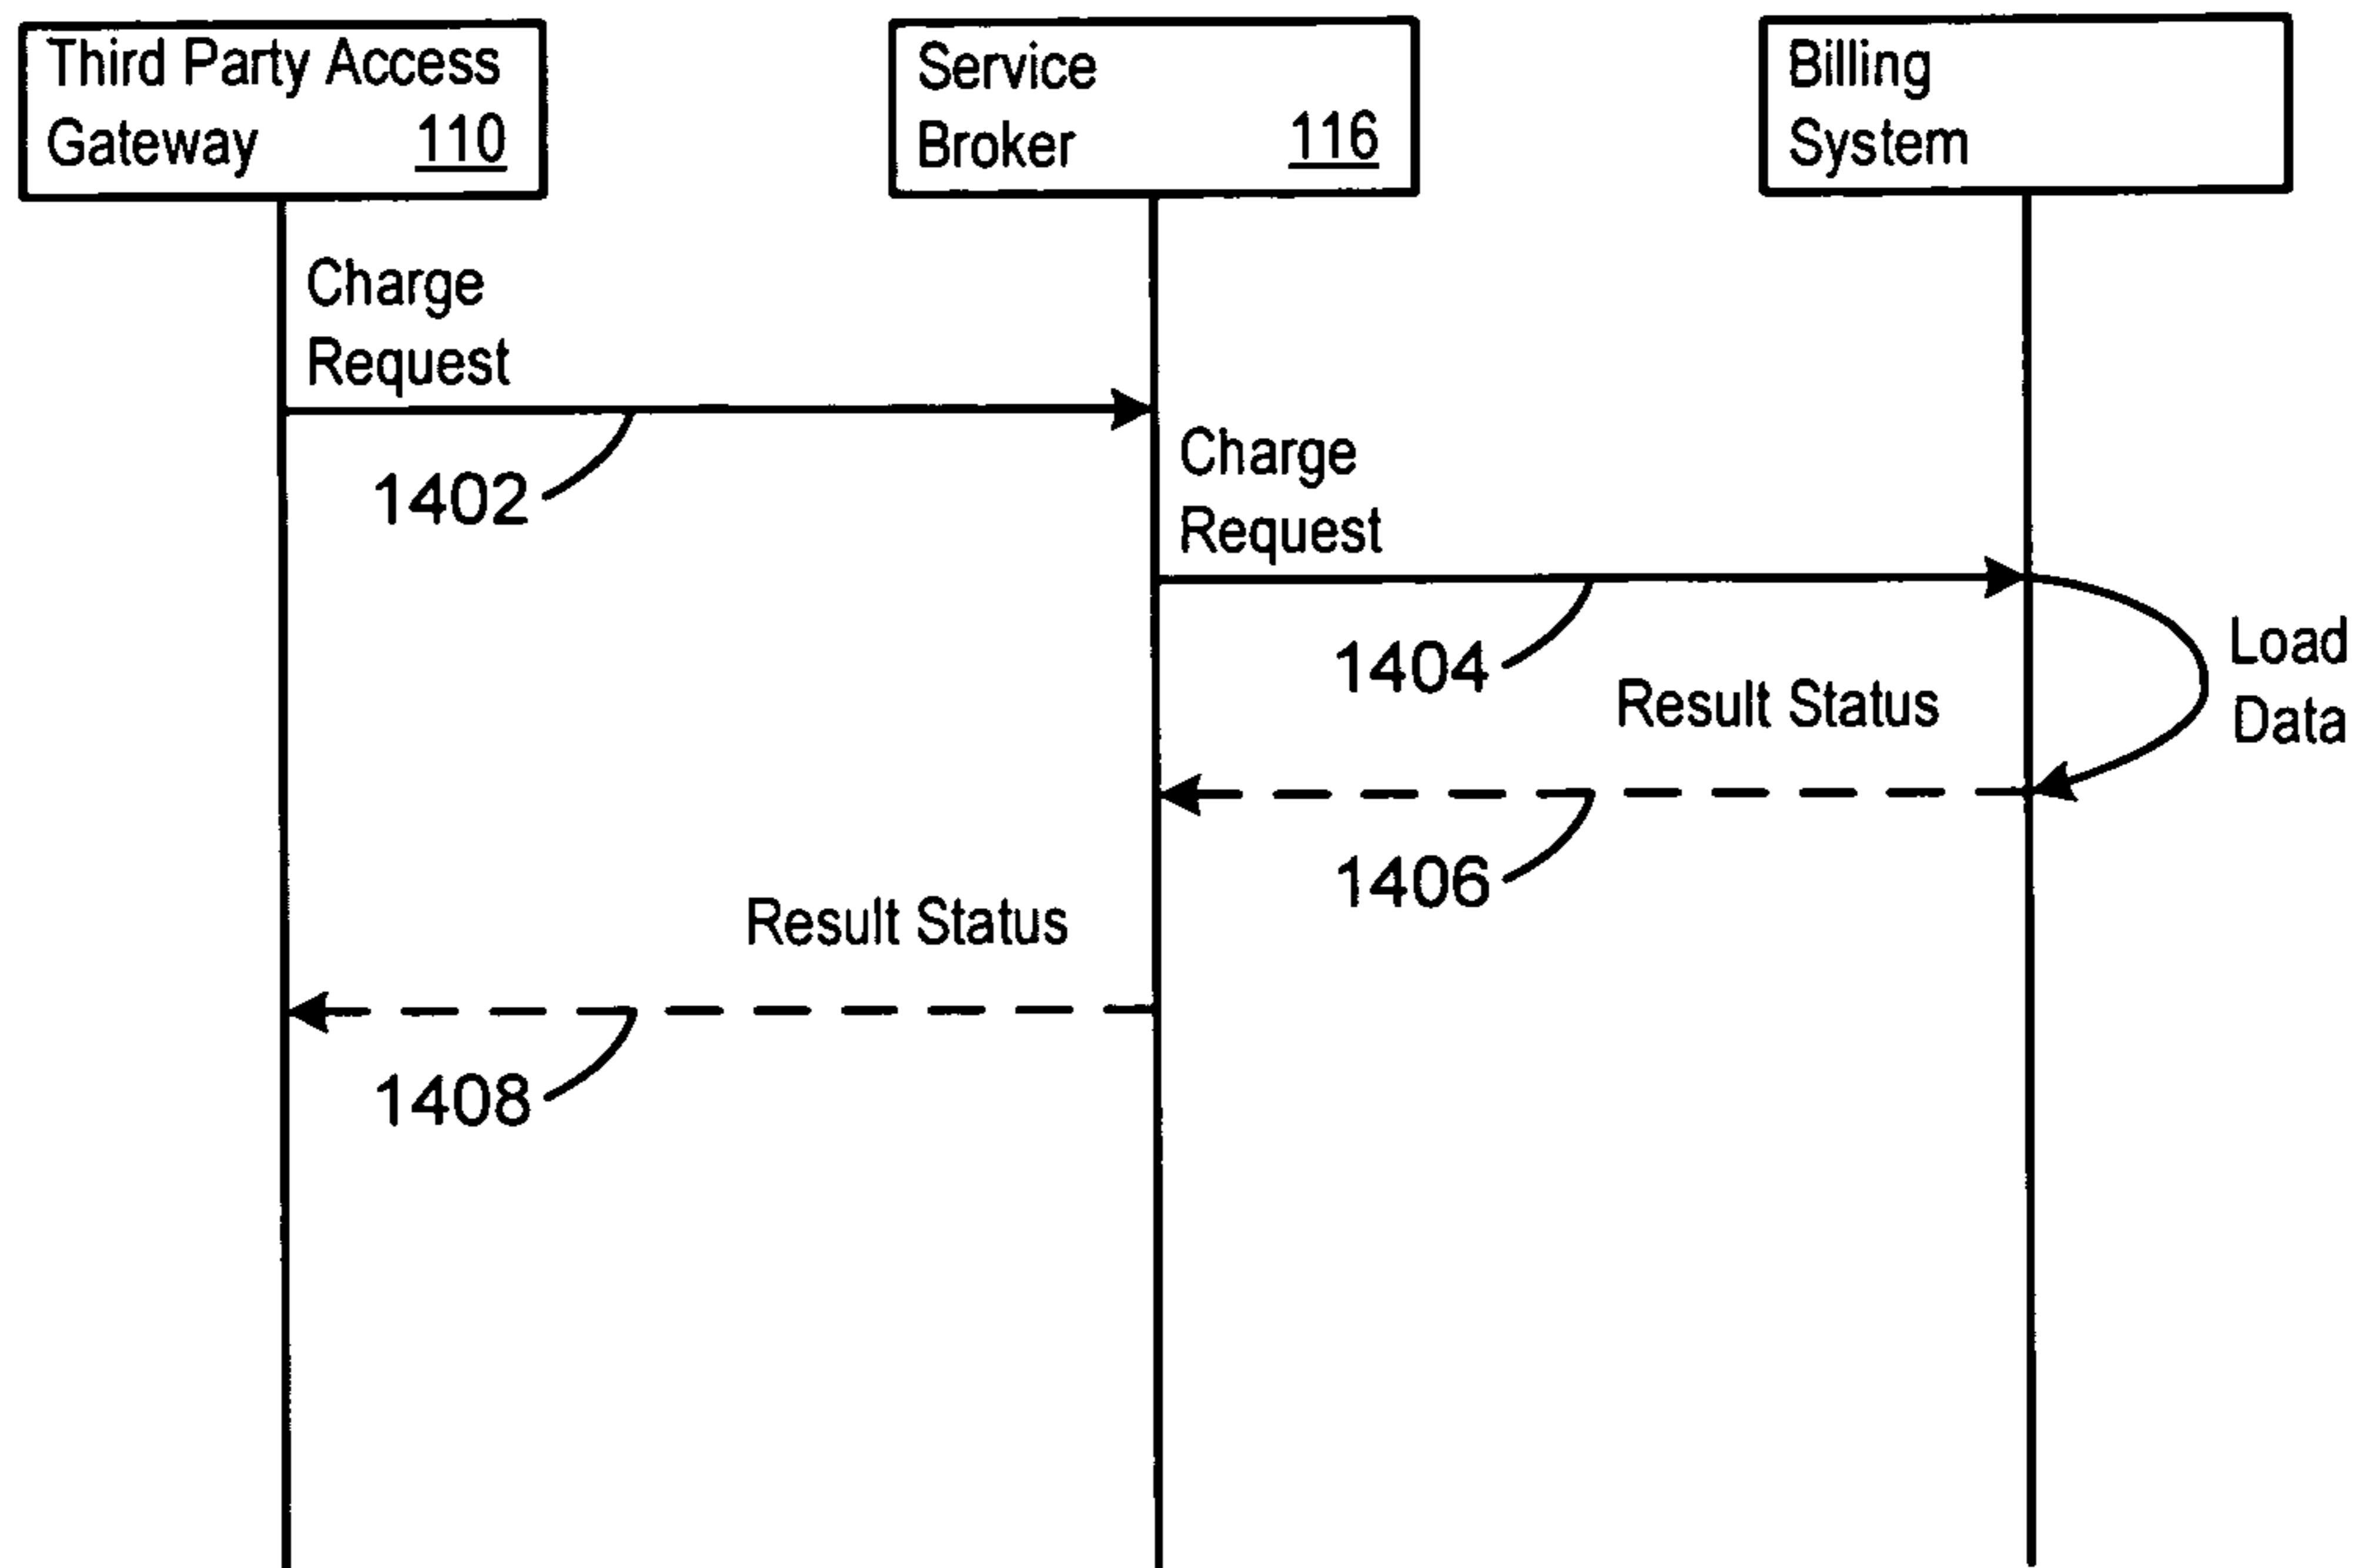 Third Party Access
Gateway 110
Service
Broker 116
Billing
System
Charge
Request
1402
Charge
Request
1404
Load
Data
Result Status
1406
Result Status
1408